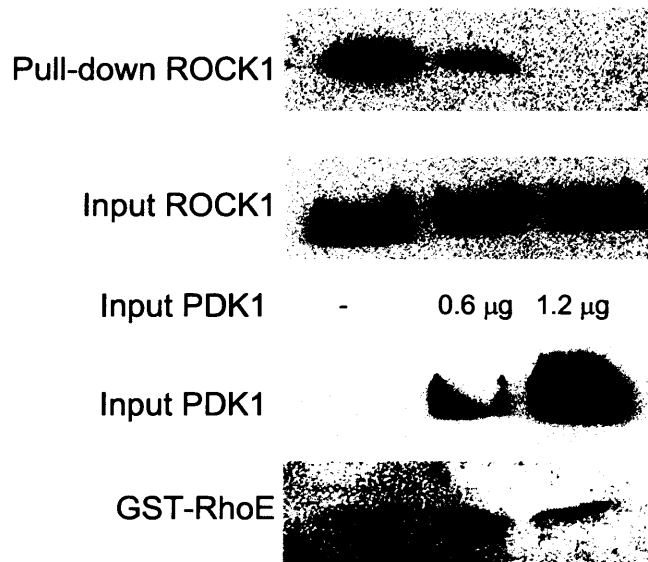 Pull-down ROCK1
Input ROCK1
Input PDK1 - 0.6 µg 1.2 µg
Input PDK1
GST-RhoE